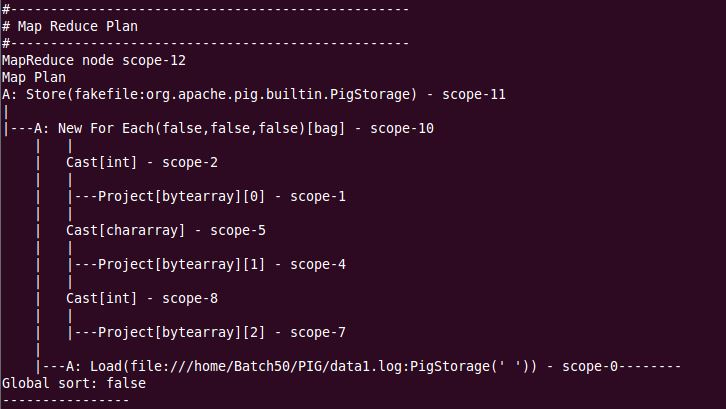 #--------------------------------------------------
# Map Reduce Plan
#--------------------------------------------------
MapReduce node scope-12
Map Plan
A: Store(fakefile:org.apache.pig.builtin.PigStorage) - scope-11
|
|---A: New For Each(false,false,false)[bag] - scope-10
    |   |
    |   Cast[int] - scope-2
    |   |
    |   |---Project[bytearray][0] - scope-1
    |   |
    |   Cast[chararray] - scope-5
    |   |
    |   |---Project[bytearray][1] - scope-4
    |   |
    |   Cast[int] - scope-8
    |   |
    |   |---Project[bytearray][2] - scope-7
    |
    |---A: Load(file:///home/Batch50/PIG/data1.log:PigStorage(' ')) - scope-0--------
Global sort: false
----------------